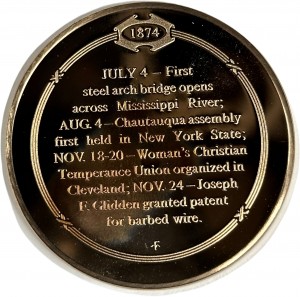 1874
JULY 4 — First
steel arch bridge opens
across Mississippi River;
AUG. 4 — Chautauqua assembly
first held in New York State;
NOV. 18-20 — Woman's Christian
Temperance Union organized in
Cleveland; NOV. 24 — Joseph
F. Glidden granted patent
for barbed wire.